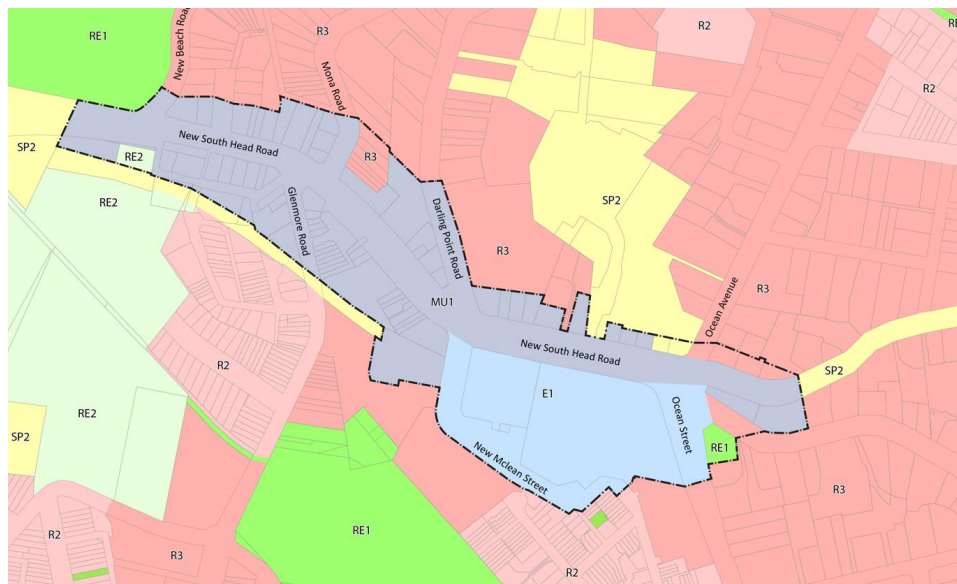 RE1
New Beach Road
R3
Mona Road
R2
RE
R2
SP2
New South Head Road
RE2
R3
RE2
Glenmore Road
Darling Point Road
SP2
R3
Ocean Avenue
R3
MU1
New South Head Road
SP2
R2
E1
Ocean Street
RE2
SP2
New Mclean Street
RE1
R3
RE1
R2
R3
R2